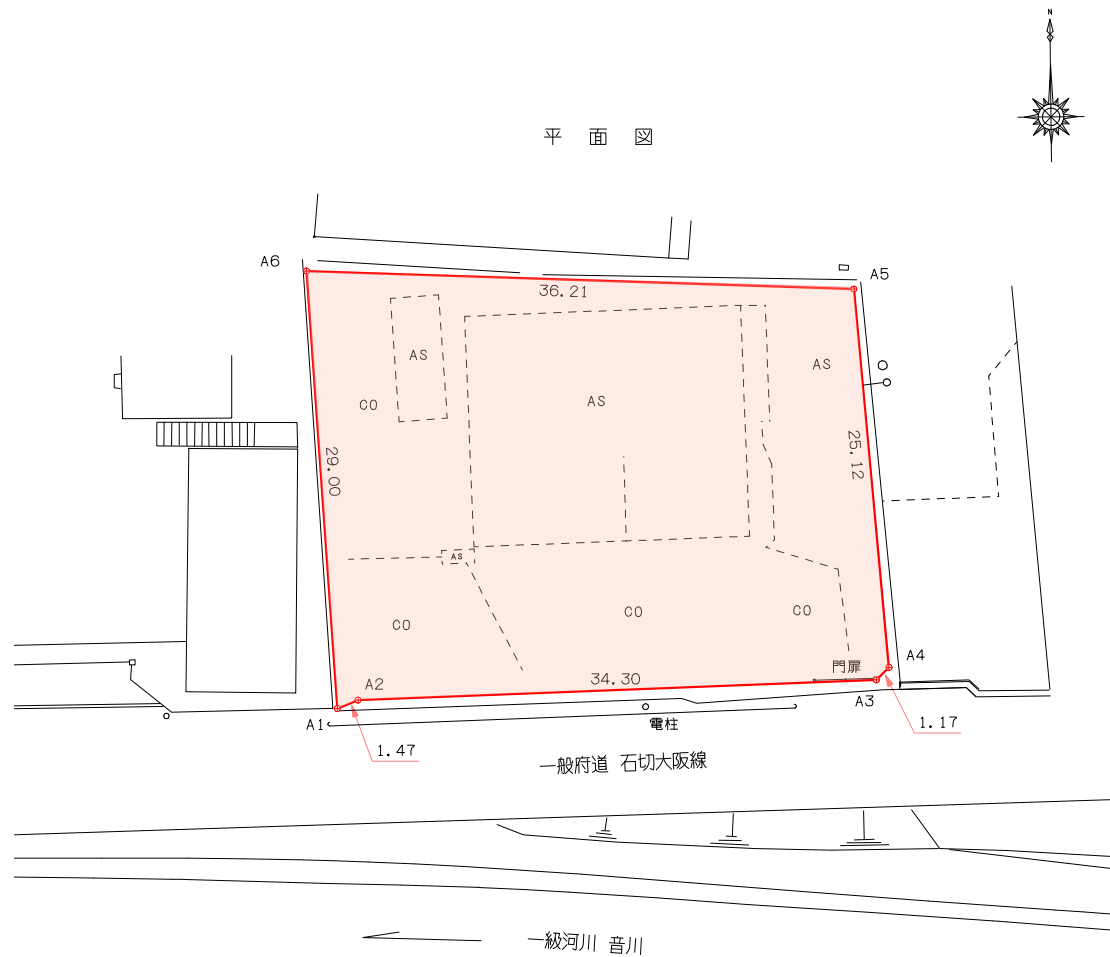 N
平面図
A6
A5
36.21
AS
AS
AS
CO
25.12
29.00
AS
CO
CO
CO
門扉
A4
A2
34.30
A3
A1
電柱
1.17
1.47
一般府道 石切大阪線
一級河川 音川